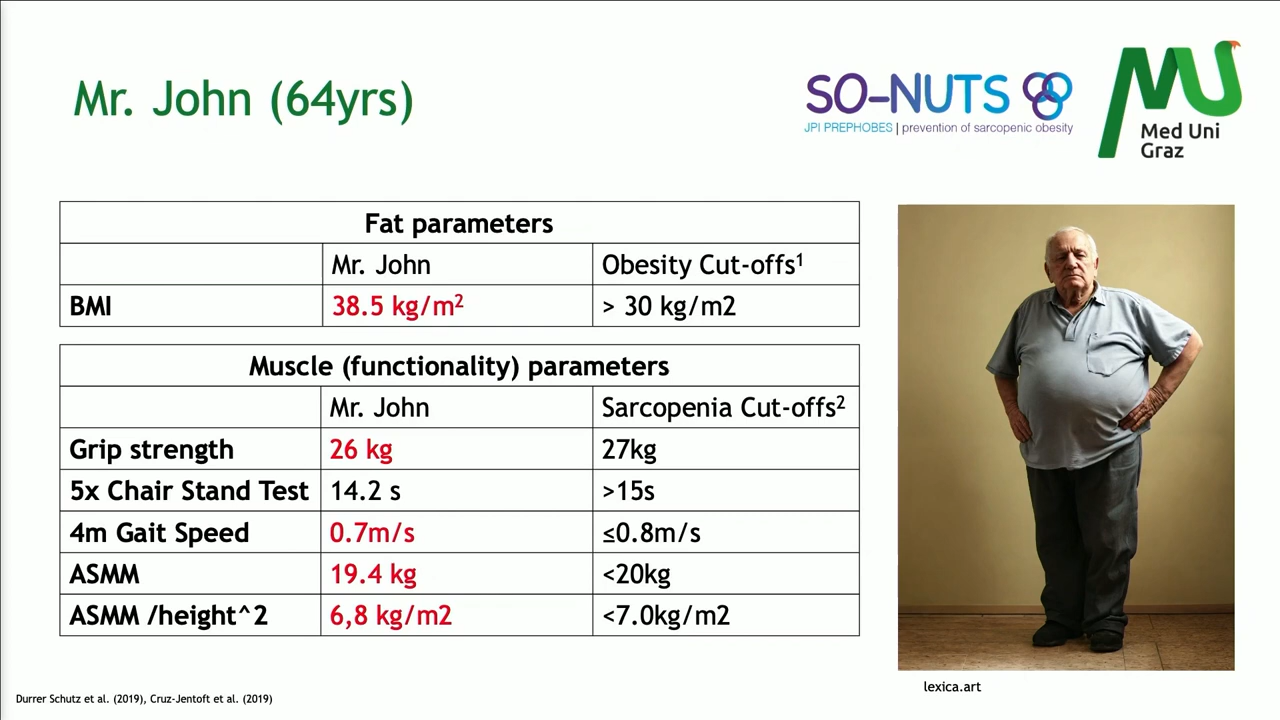 Mr. John (64yrs)
SO-NUTS
JPI PREPHOBES | prevention of sarcopenic obesity
MU
Med Uni
Graz
Fat parameters
Mr. John Obesity Cut-offs¹
BMI 38.5 kg/m² > 30 kg/m2
Muscle (functionality) parameters
Mr. John Sarcopenia Cut-offs²
Grip strength 26 kg 27kg
5x Chair Stand Test 14.2 s >15s
4m Gait Speed 0.7m/s ≤0.8m/s
ASMM 19.4 kg <20kg
ASMM /height^2 6,8 kg/m2 <7.0kg/m2
lexica.art
Durrer Schutz et al. (2019), Cruz-Jentoft et al. (2019)